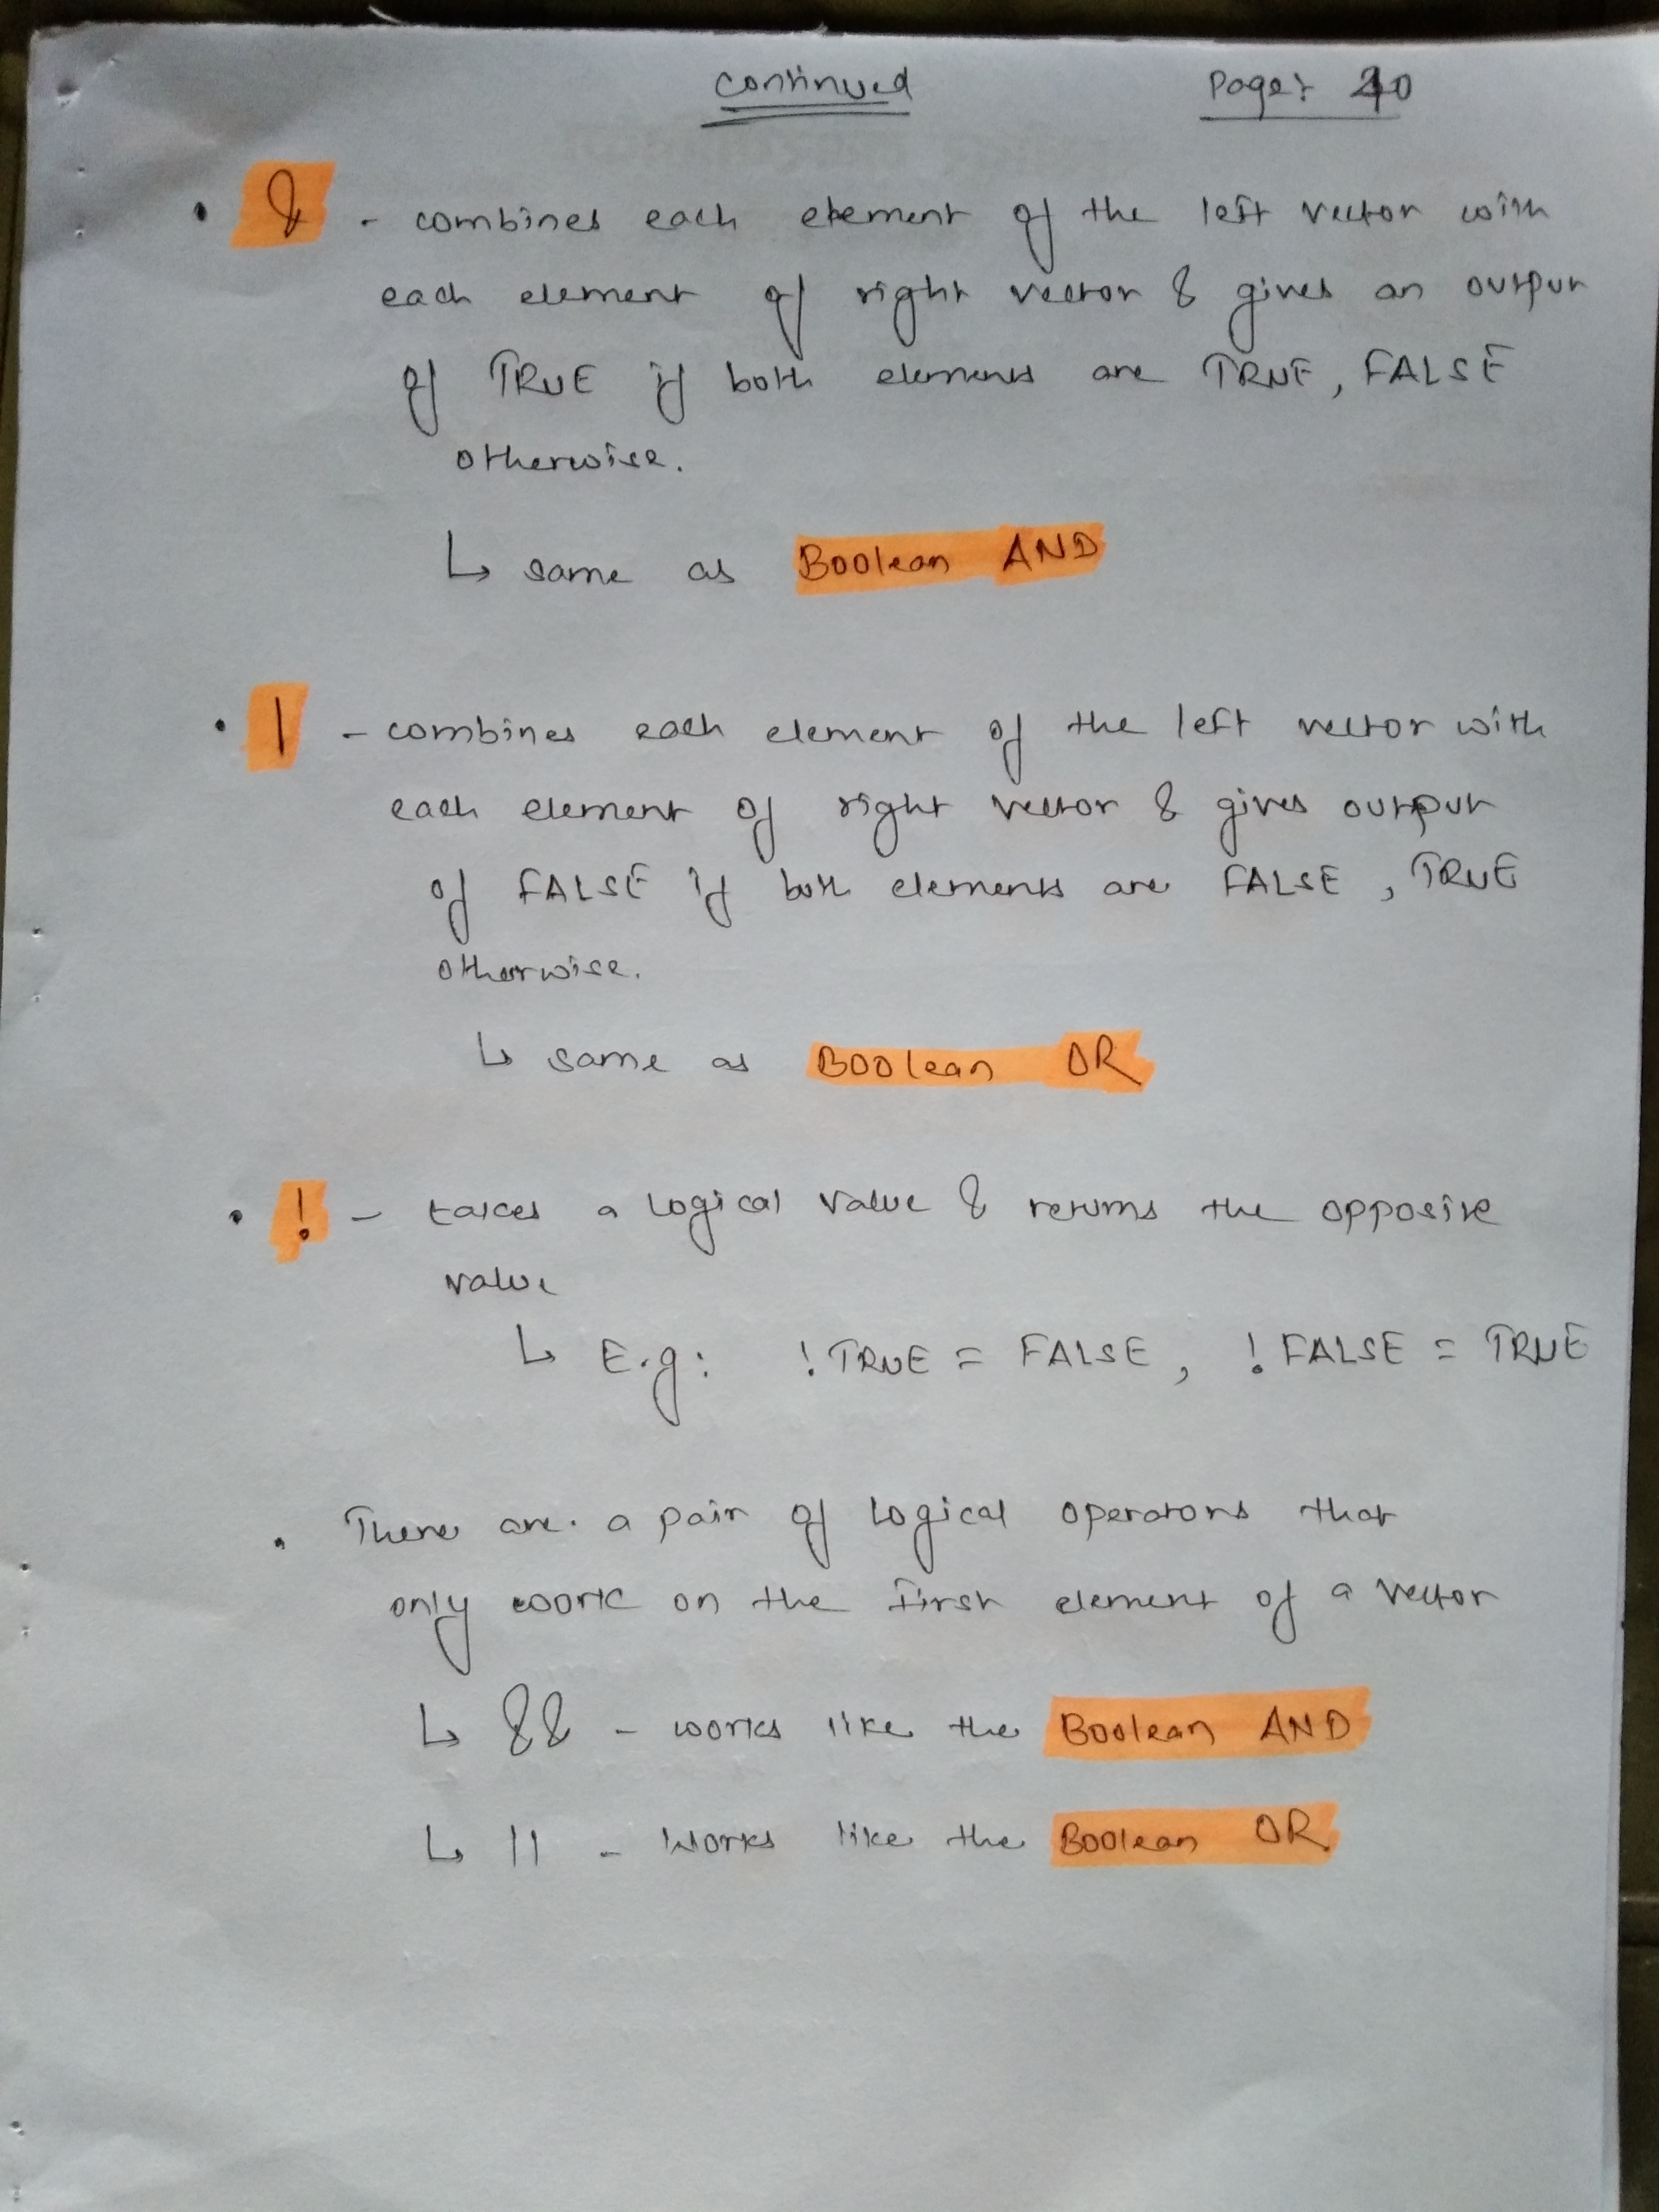 Continued Page: 40
• & - combines each element of the left vector with
each element of right vector & gives an output
of TRUE if both elements are TRUE, FALSE
otherwise.
↳ same as Boolean AND
• | - combines each element of the left vector with
each element of right vector & gives output
of FALSE if both elements are FALSE, TRUE
otherwise.
↳ same as Boolean OR
• ! - takes a logical value & returns the opposite
value
↳ E.g: !TRUE = FALSE, !FALSE = TRUE
• There are a pair of logical operators that
only work on the first element of a vector
↳ && - works like the Boolean AND
↳ || - works like the Boolean OR